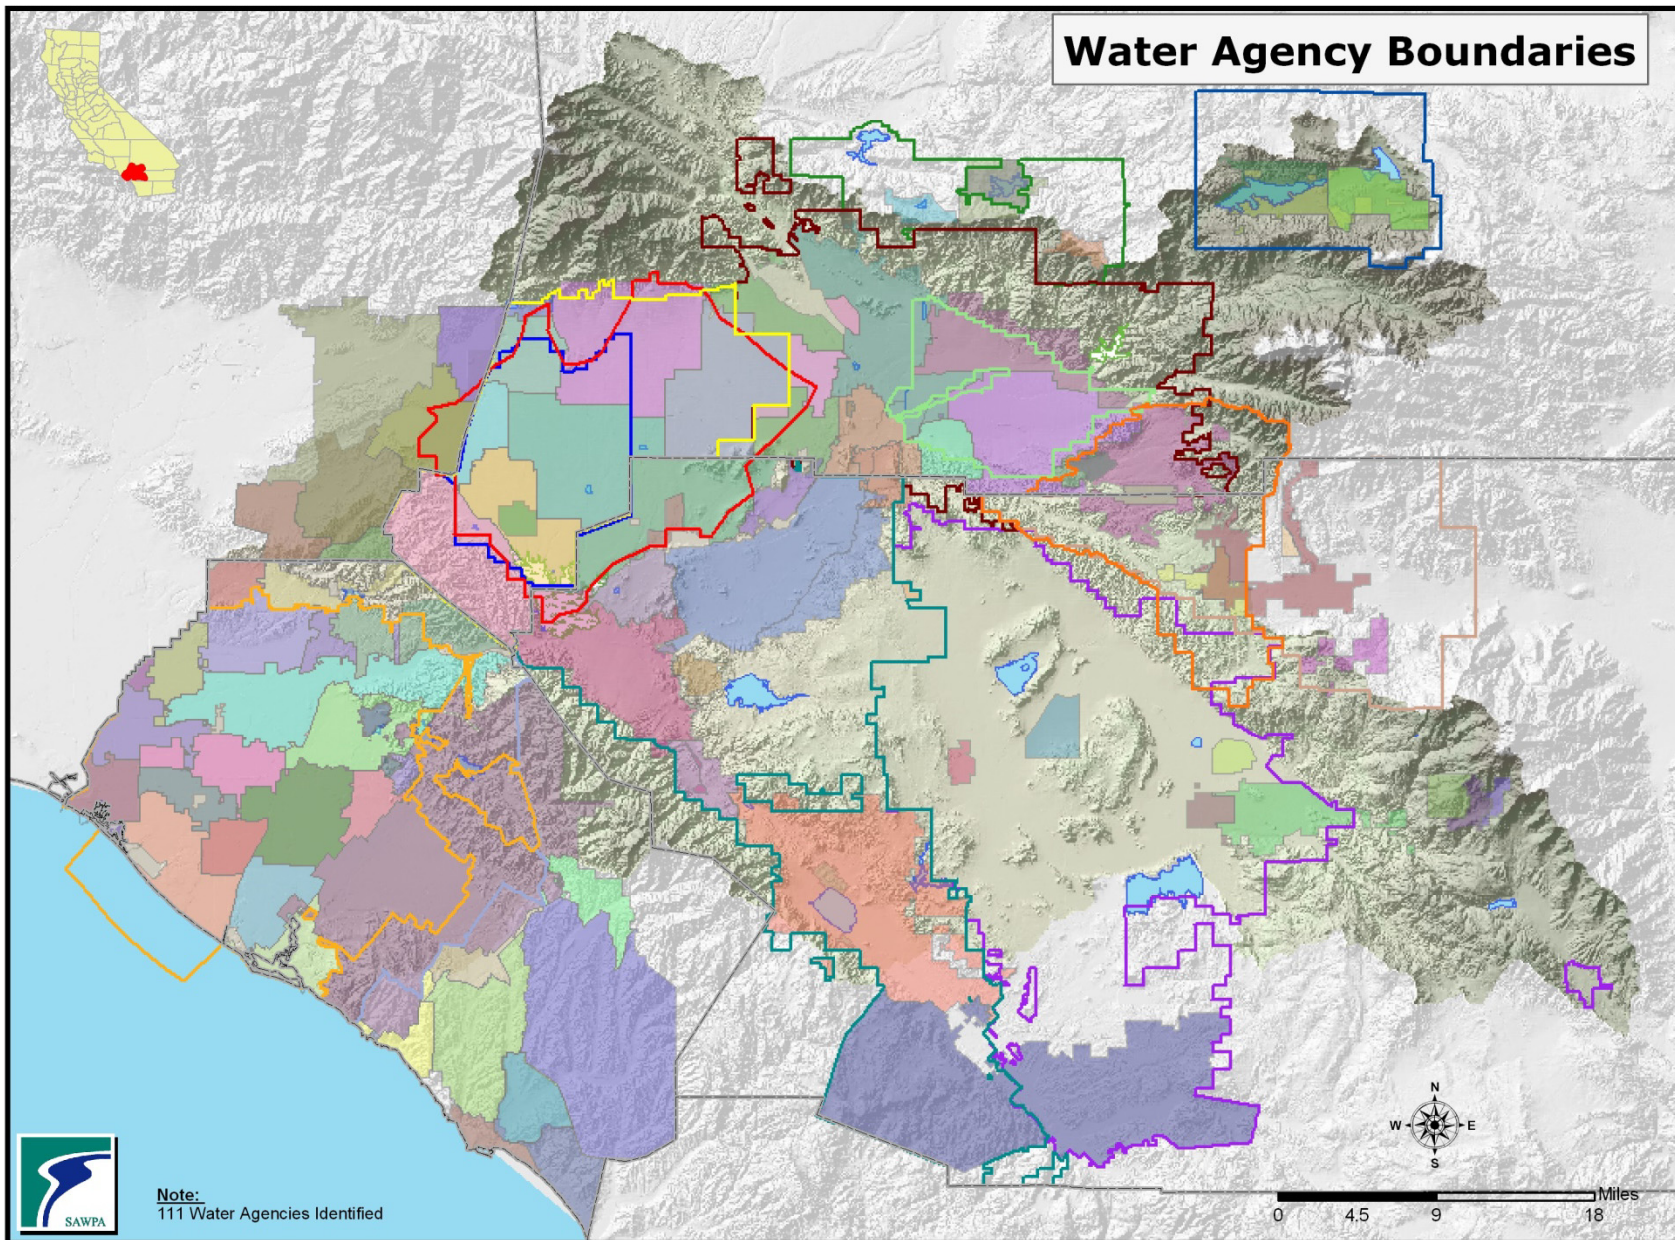 Water Agency Boundaries
N
W E
S
Miles
0 4.5 9 18
SAWPA
Note:
111 Water Agencies Identified